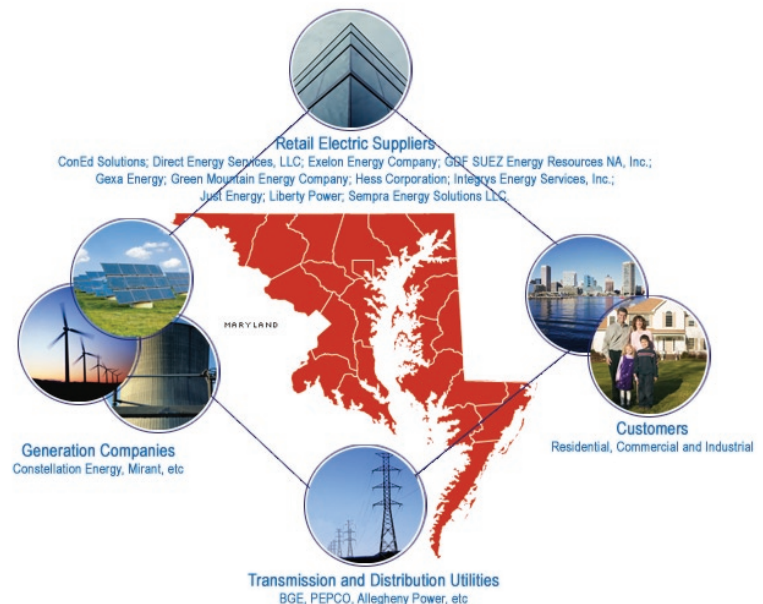 Retail Electric Suppliers
ConEd Solutions; Direct Energy Services, LLC; Exelon Energy Company; GDF SUEZ Energy Resources NA, Inc.;
Gexa Energy; Green Mountain Energy Company; Hess Corporation; Integrys Energy Services, Inc.;
Just Energy; Liberty Power; Sempra Energy Solutions LLC.
MARYLAND
Generation Companies
Constellation Energy, Mirant, etc
Customers
Residential, Commercial and Industrial
Transmission and Distribution Utilities
BGE, PEPCO, Allegheny Power, etc